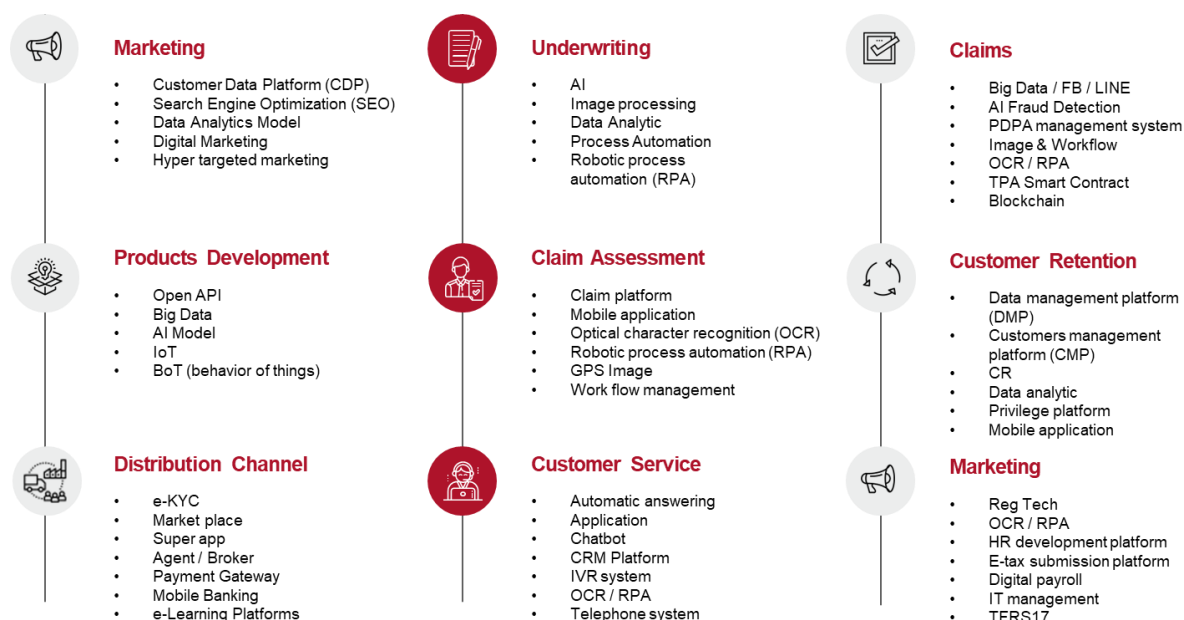 Marketing
• Customer Data Platform (CDP)
• Search Engine Optimization (SEO)
• Data Analytics Model
• Digital Marketing
• Hyper targeted marketing
Products Development
• Open API
• Big Data
• AI Model
• IoT
• BoT (behavior of things)
Distribution Channel
• e-KYC
• Market place
• Super app
• Agent / Broker
• Payment Gateway
• Mobile Banking
• e-Learning Platforms
Underwriting
• AI
• Image processing
• Data Analytic
• Process Automation
• Robotic process
automation (RPA)
Claim Assessment
• Claim platform
• Mobile application
• Optical character recognition (OCR)
• Robotic process automation (RPA)
• GPS Image
• Work flow management
Customer Service
• Automatic answering
• Application
• Chatbot
• CRM Platform
• IVR system
• OCR / RPA
• Telephone system
Claims
• Big Data / FB / LINE
• AI Fraud Detection
• PDPA management system
• Image & Workflow
• OCR / RPA
• TPA Smart Contract
• Blockchain
Customer Retention
• Data management platform
(DMP)
• Customers management
platform (CMP)
• CR
• Data analytic
• Privilege platform
• Mobile application
Marketing
• Reg Tech
• OCR / RPA
• HR development platform
• E-tax submission platform
• Digital payroll
• IT management
• TFRS17